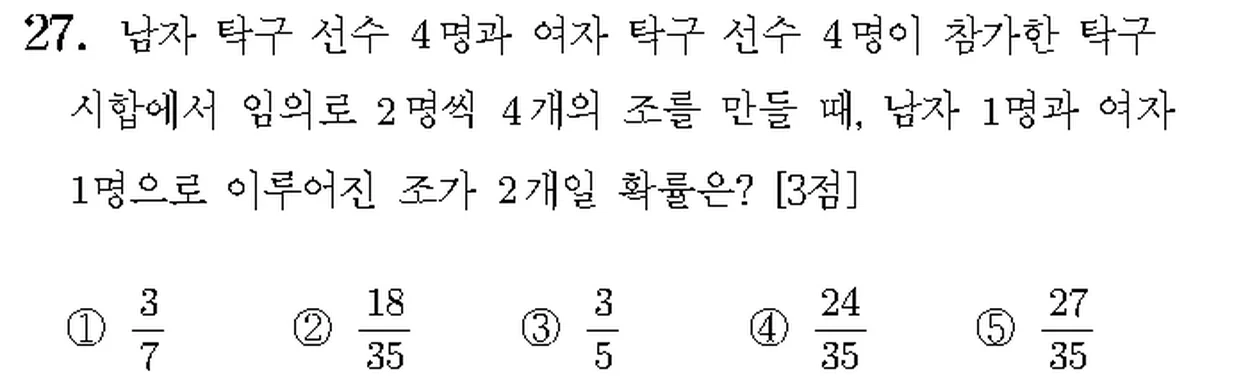 27. 남자 탁구 선수 4명과 여자 탁구 선수 4명이 참가한 탁구
시합에서 임의로 2명씩 4개의 조를 만들 때, 남자 1명과 여자
1명으로 이루어진 조가 2개일 확률은? [3점]
① 3/7 ② 18/35 ③ 3/5 ④ 24/35 ⑤ 27/35